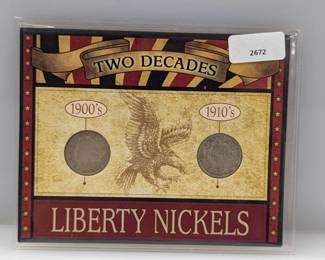 2672
TWO DECADES
1900's 1910's
LIBERTY NICKELS